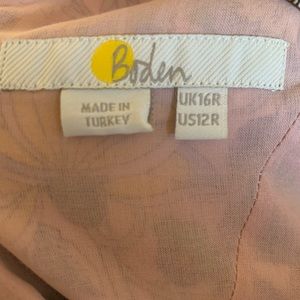 Boden
MADE IN
TURKEY
UK16R
US12R